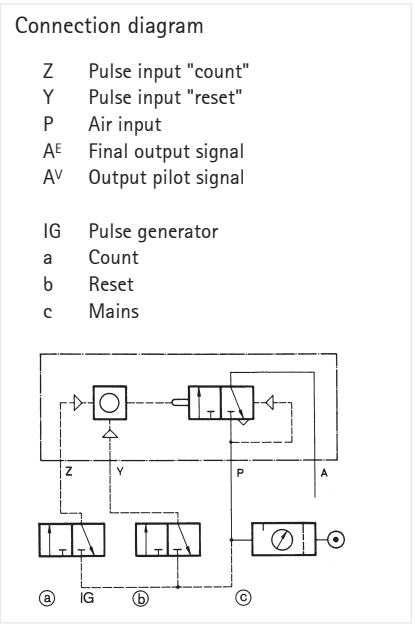 Connection diagram
Z Pulse input "count"
Y Pulse input "reset"
P Air input
Aᴱ Final output signal
Aⱽ Output pilot signal
IG Pulse generator
a Count
b Reset
c Mains
Z Y P A
ⓐ IG ⓑ ⓒ